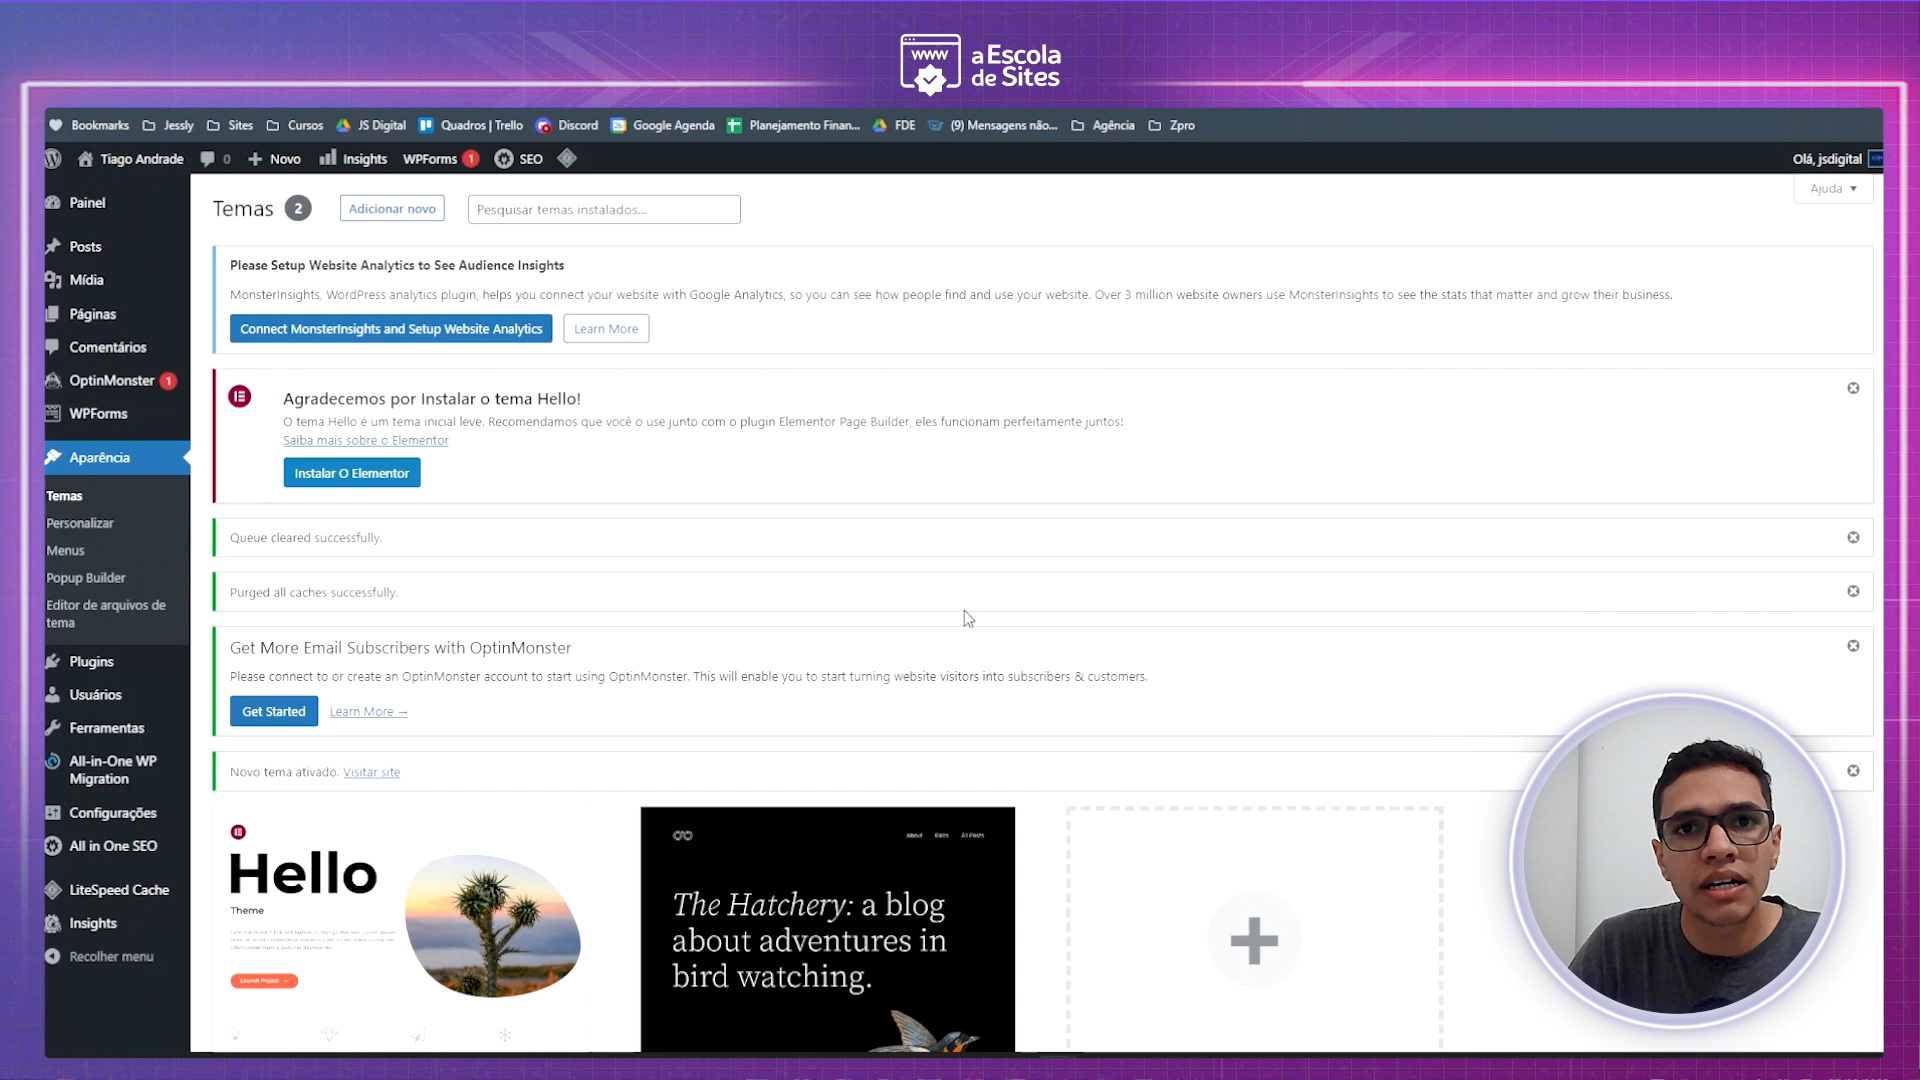 www
a Escola
de Sites
Bookmarks Jessly Sites Cursos JS Digital Quadros | Trello Discord Google Agenda Planejamento Finan... FDE (9) Mensagens não... Agência Zpro
Tiago Andrade 0 Novo Insights WPForms 1 SEO Olá, jsdigital
Ajuda
Temas 2 Adicionar novo Pesquisar temas instalados...
Painel
Posts
Mídia
Páginas
Comentários
OptinMonster 1
WPForms
Aparência
Temas
Personalizar
Menus
Popup Builder
Editor de arquivos de
tema
Plugins
Usuários
Ferramentas
All-in-One WP
Migration
Configurações
All in One SEO
LiteSpeed Cache
Insights
Recolher menu
Please Setup Website Analytics to See Audience Insights
MonsterInsights, WordPress analytics plugin, helps you connect your website with Google Analytics, so you can see how people find and use your website. Over 3 million website owners use MonsterInsights to see the stats that matter and grow their business.
Connect MonsterInsights and Setup Website Analytics Learn More
Agradecemos por Instalar o tema Hello!
O tema Hello é um tema inicial leve. Recomendamos que você o use junto com o plugin Elementor Page Builder, eles funcionam perfeitamente juntos!
Saiba mais sobre o Elementor
Instalar O Elementor
Queue cleared successfully.
Purged all caches successfully.
Get More Email Subscribers with OptinMonster
Please connect to or create an OptinMonster account to start using OptinMonster. This will enable you to start turning website visitors into subscribers & customers.
Get Started Learn More →
Novo tema ativado. Visitar site
Hello
Theme
Launch Project
About All Posts
The Hatchery: a blog
about adventures in
bird watching.